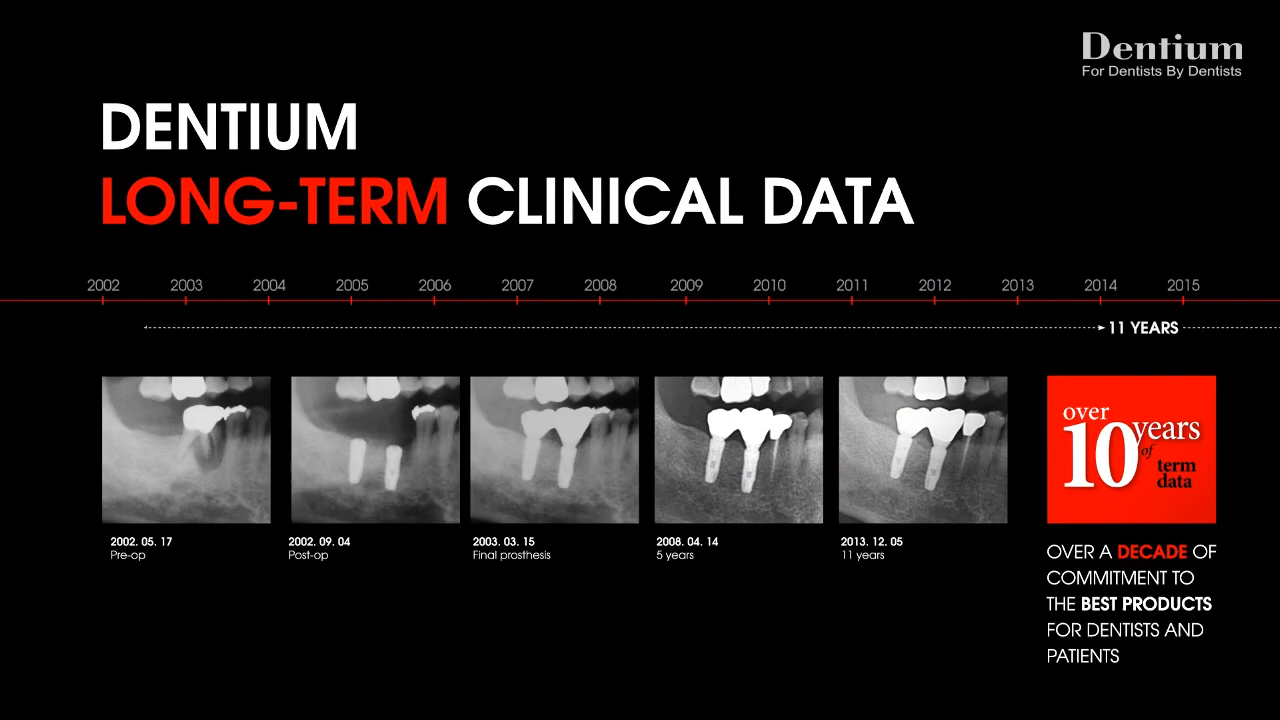 Dentium
For Dentists By Dentists
DENTIUM
LONG-TERM CLINICAL DATA
2002 2003 2004 2005 2006 2007 2008 2009 2010 2011 2012 2013 2014 2015
11 YEARS
2002. 05. 17
Pre-op
2002. 09. 04
Post-op
2003. 03. 15
Final prosthesis
2008. 04. 14
5 years
2013. 12. 05
11 years
over
10 years
of
term
data
OVER A DECADE OF
COMMITMENT TO
THE BEST PRODUCTS
FOR DENTISTS AND
PATIENTS